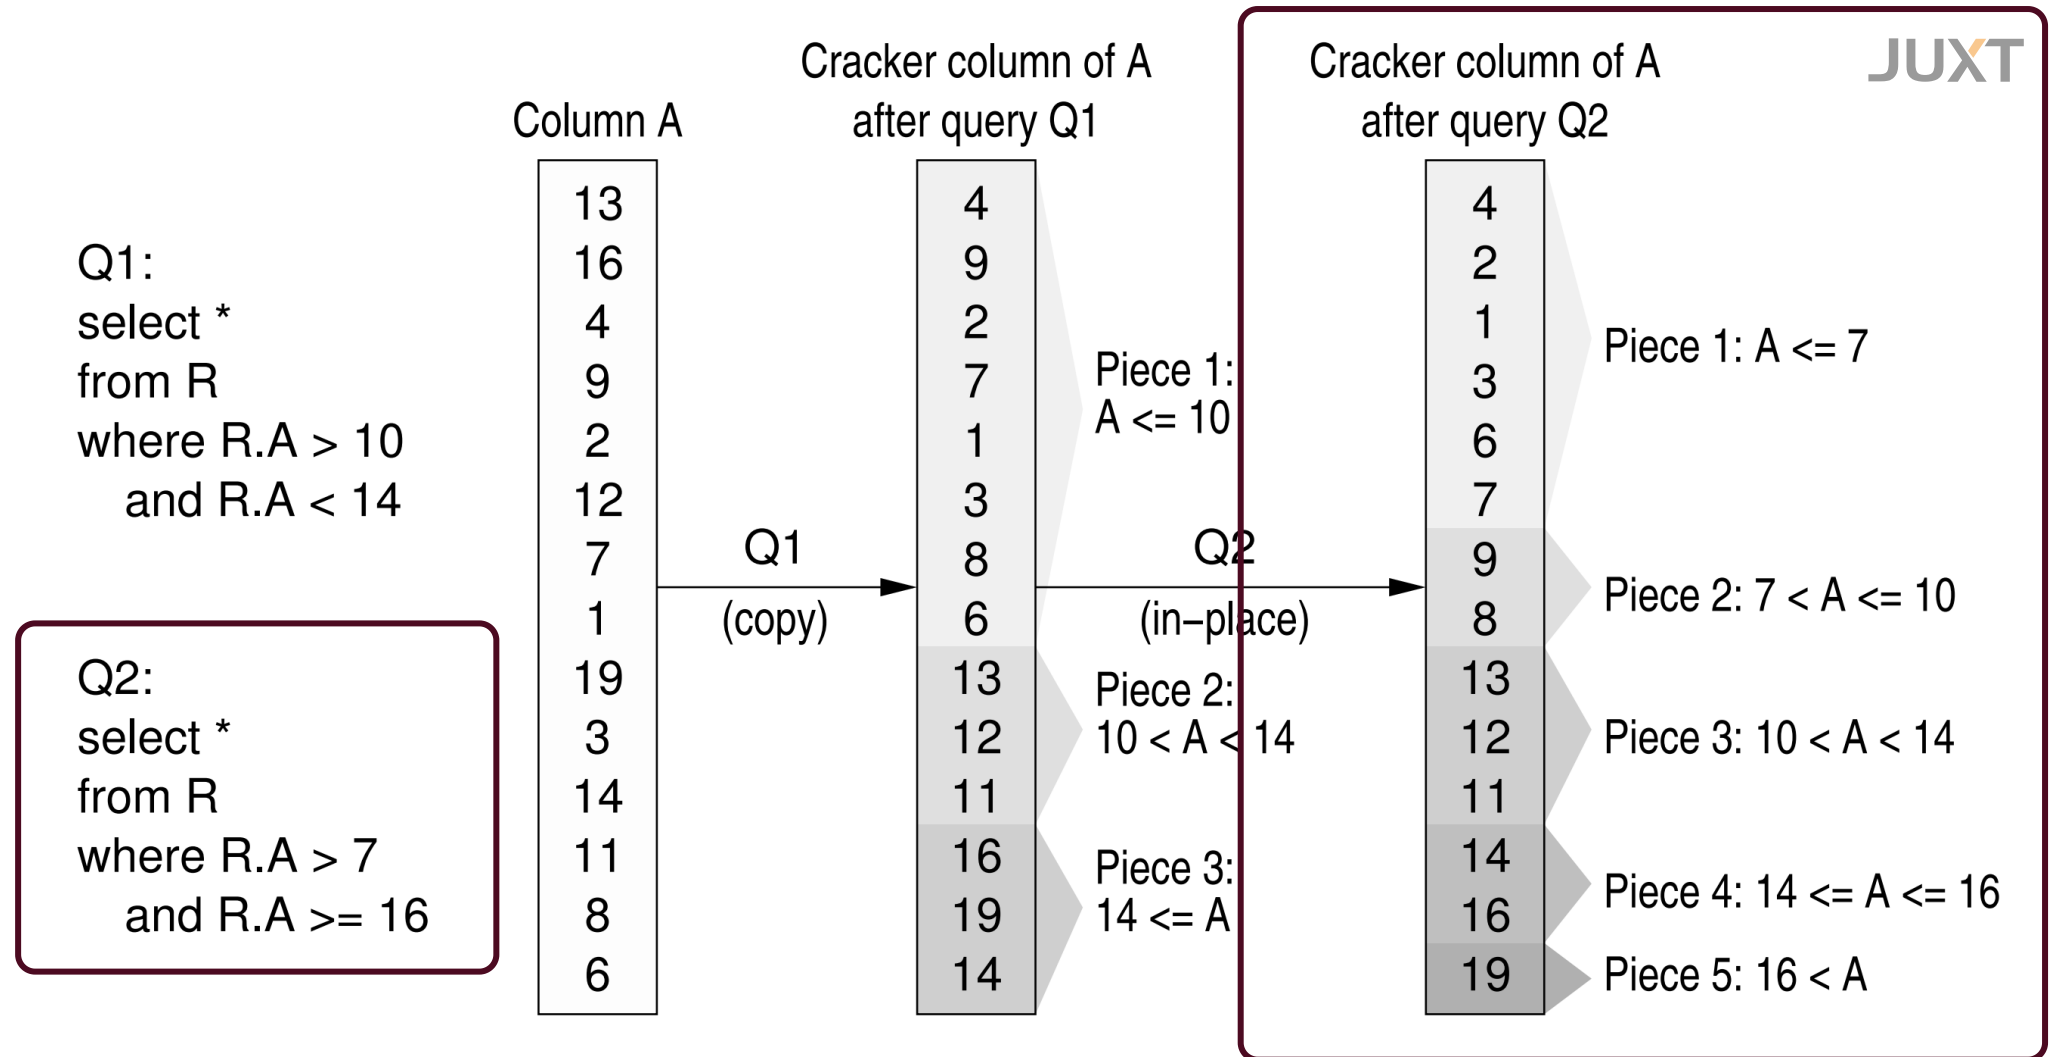 JUXT
Q1:
select *
from R
where R.A > 10
and R.A < 14
Q2:
select *
from R
where R.A > 7
and R.A >= 16
Column A
13
16
4
9
2
12
7
1
19
3
14
11
8
6
Q1
(copy)
Cracker column of A
after query Q1
4
9
2
7
1
3
8
6
13
12
11
16
19
14
Piece 1:
A <= 10
Piece 2:
10 < A < 14
Piece 3:
14 <= A
Q2
(in–place)
Cracker column of A
after query Q2
4
2
1
3
6
7
9
8
13
12
11
14
16
19
Piece 1: A <= 7
Piece 2: 7 < A <= 10
Piece 3: 10 < A < 14
Piece 4: 14 <= A <= 16
Piece 5: 16 < A